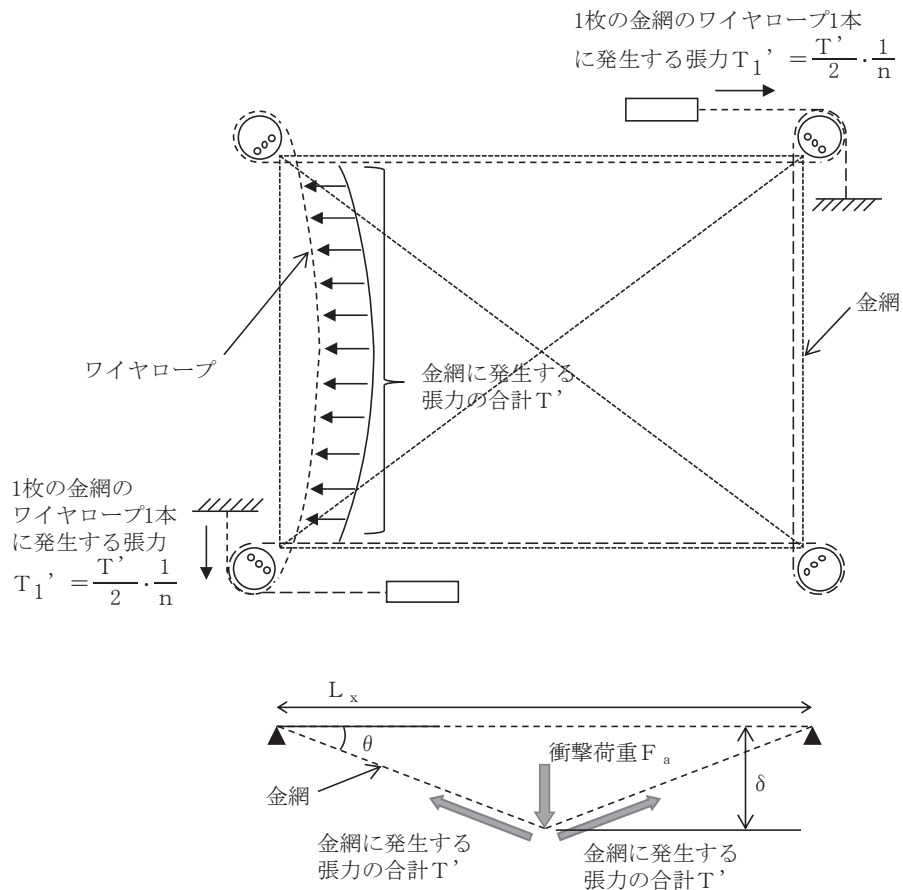 1枚の金網のワイヤロープ1本
に発生する張力T₁’ =T’/2・1/n
金網
ワイヤロープ
金網に発生する
張力の合計T’
1枚の金網の
ワイヤロープ1本
に発生する張力
T₁’ =T’/2・1/n
Lₓ
θ
衝撃荷重Fₐ
δ
金網
金網に発生する
張力の合計T’
金網に発生する
張力の合計T’